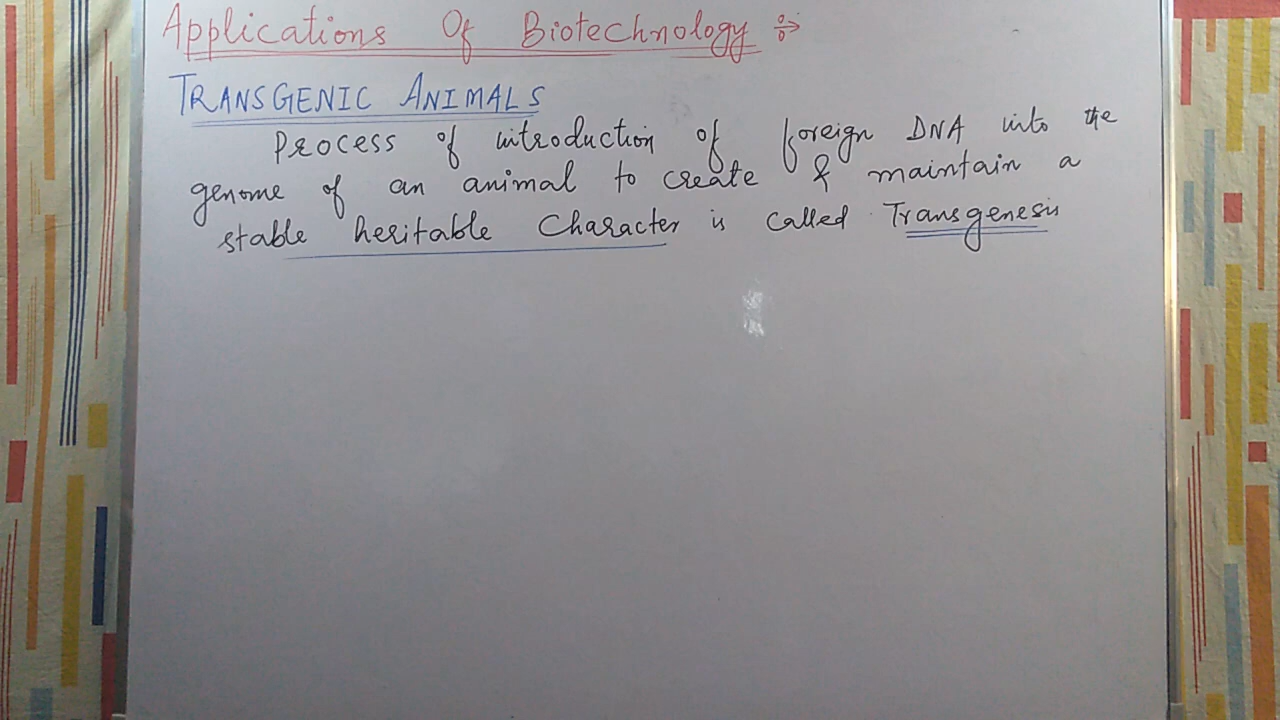 Applications Of Biotechnology :->
TRANSGENIC ANIMALS
Process of introduction of foreign DNA into the
genome of an animal to create & maintain a
stable heritable Character is called Transgenesis